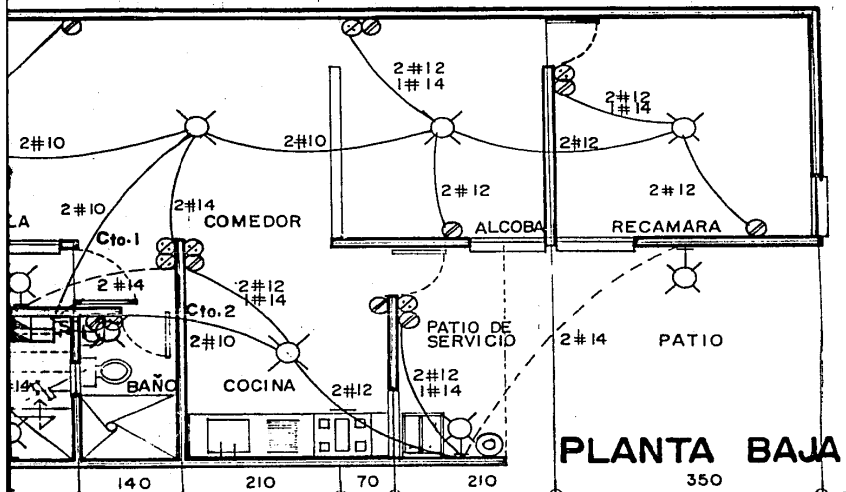 2#12
1#14
2#12
1#14
2#10
2#10
2#12
2#12
2#12
2#10
2#14
COMEDOR
ALCOBA
RECAMARA
LA
Cto.1
2#14
2#12
1#14
Cto.2
S
PATIO DE
SERVICIO
2#14
PATIO
2#10
2#12
1#14
BAÑO
COCINA
2#12
#14
PLANTA BAJA
140
210
70
210
350